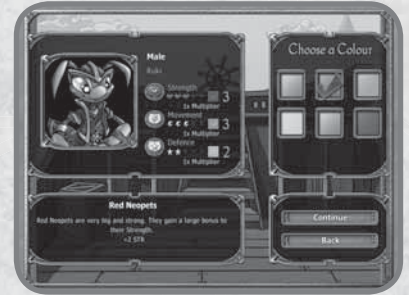 Male
Ruki
Strength
3
1x Multiplier
Movement
3
1x Multiplier
Defence
2
1x Multiplier
Choose a Colour
Red Neopets
Red Neopets are very big and strong. They gain a large bonus to
their Strength.
+2 STR
Continue
Back